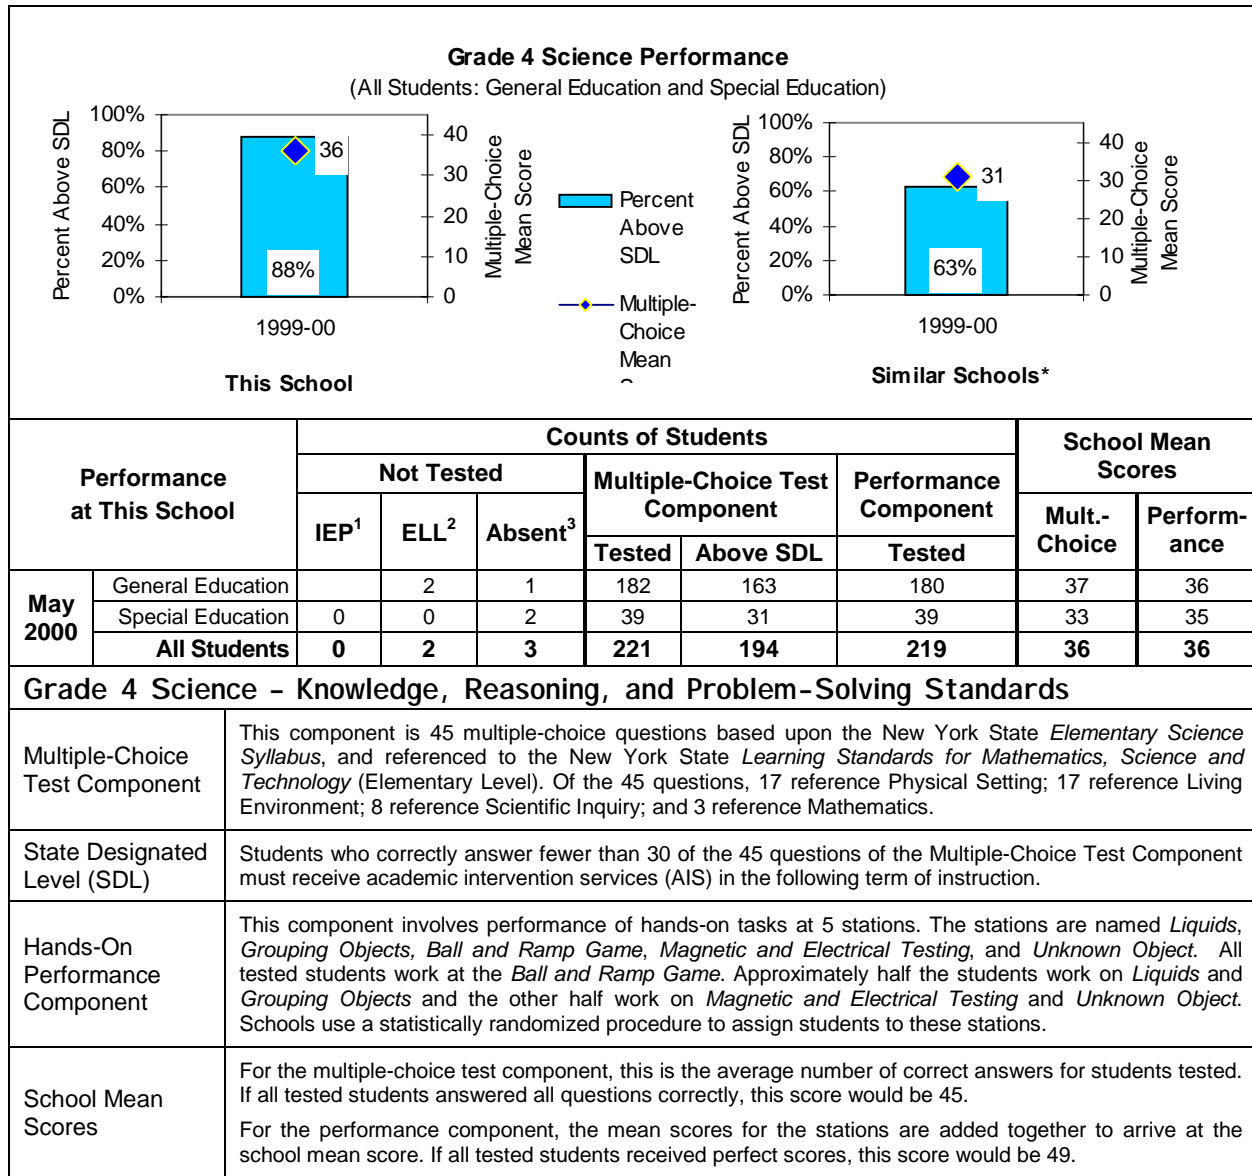 Grade 4 Science Performance
(All Students: General Education and Special Education)
Percent Above SDL
100%
80%
60%
40%
20%
0%
36
88%
40
30
20
10
0
Multiple-Choice
Mean Score
1999-00
This School
Percent
Above
SDL
Multiple-
Choice
Mean
Percent Above SDL
100%
80%
60%
40%
20%
0%
31
63%
40
30
20
10
0
Multiple-Choice
Mean Score
1999-00
Similar Schools*
Performance
at This School
Counts of Students
School Mean
Scores
Not Tested
Multiple-Choice Test
Component
Performance
Component
IEP¹ ELL² Absent³
Tested Above SDL Tested
Mult.-
Choice
Perform-
ance
May
2000
General Education 2 1 182 163 180 37 36
Special Education 0 0 2 39 31 39 33 35
All Students 0 2 3 221 194 219 36 36
Grade 4 Science – Knowledge, Reasoning, and Problem-Solving Standards
Multiple-Choice
Test Component
This component is 45 multiple-choice questions based upon the New York State Elementary Science
Syllabus, and referenced to the New York State Learning Standards for Mathematics, Science and
Technology (Elementary Level). Of the 45 questions, 17 reference Physical Setting; 17 reference Living
Environment; 8 reference Scientific Inquiry; and 3 reference Mathematics.
State Designated
Level (SDL)
Students who correctly answer fewer than 30 of the 45 questions of the Multiple-Choice Test Component
must receive academic intervention services (AIS) in the following term of instruction.
Hands-On
Performance
Component
This component involves performance of hands-on tasks at 5 stations. The stations are named Liquids,
Grouping Objects, Ball and Ramp Game, Magnetic and Electrical Testing, and Unknown Object. All
tested students work at the Ball and Ramp Game. Approximately half the students work on Liquids and
Grouping Objects and the other half work on Magnetic and Electrical Testing and Unknown Object.
Schools use a statistically randomized procedure to assign students to these stations.
School Mean
Scores
For the multiple-choice test component, this is the average number of correct answers for students tested.
If all tested students answered all questions correctly, this score would be 45.
For the performance component, the mean scores for the stations are added together to arrive at the
school mean score. If all tested students received perfect scores, this score would be 49.